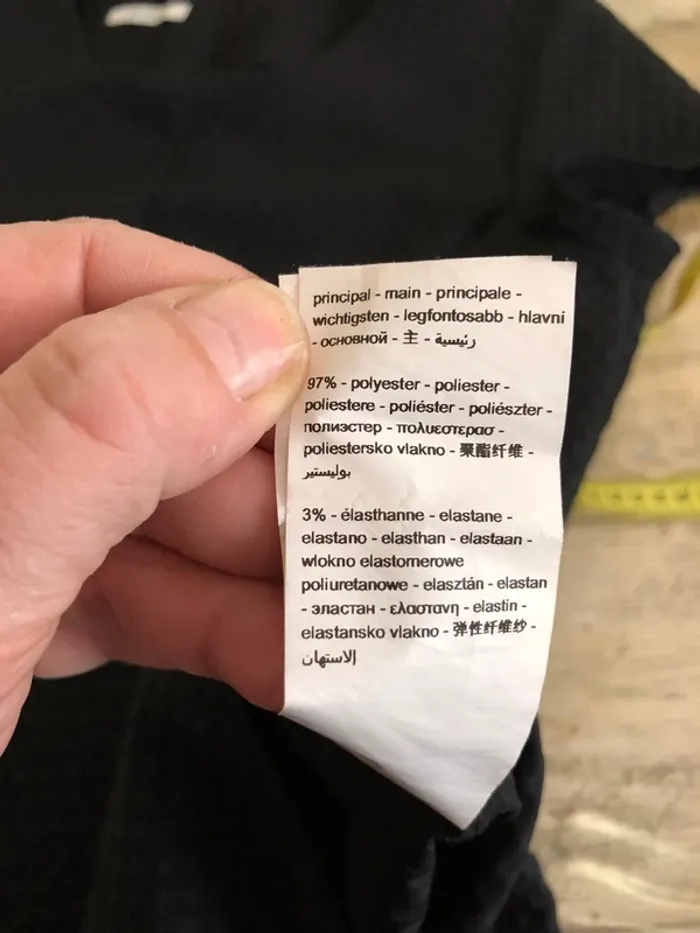 principal - main - principale -
wichtigsten - legfontosabb - hlavní
- основной - 主 - رئيسية
97% - polyester - poliester -
poliestere - poliéster - poliészter -
полиэстер - πολυεστερασ -
poliestersko vlakno - 聚酯纤维 -
بوليستير
3% - élasthanne - elastane -
elastano - elasthan - elastaan -
wlokno elastomerowe
poliuretanowe - elasztán - elastan
- эластан - ελαστανη - elastin -
elastansko vlakno - 弹性纤维纱 -
الاستهان